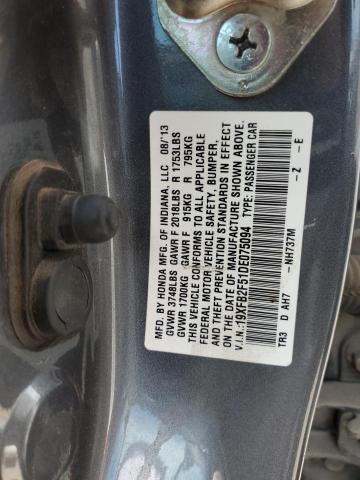 MFD. BY HONDA MFG. OF INDIANA, LLC 08/'13
GVWR 3748LBS GAWR F 2018LBS R 1753LBS
GVWR 1700KG GAWR F 915KG R 795KG
THIS VEHICLE CONFORMS TO ALL APPLICABLE
FEDERAL MOTOR VEHICLE SAFETY, BUMPER,
AND THEFT PREVENTION STANDARDS IN EFFECT
ON THE DATE OF MANUFACTURE SHOWN ABOVE.
V.I.N.:19XFB2F51DE075094 TYPE: PASSENGER CAR
TR3 D AH7 -NH737M -Z -E